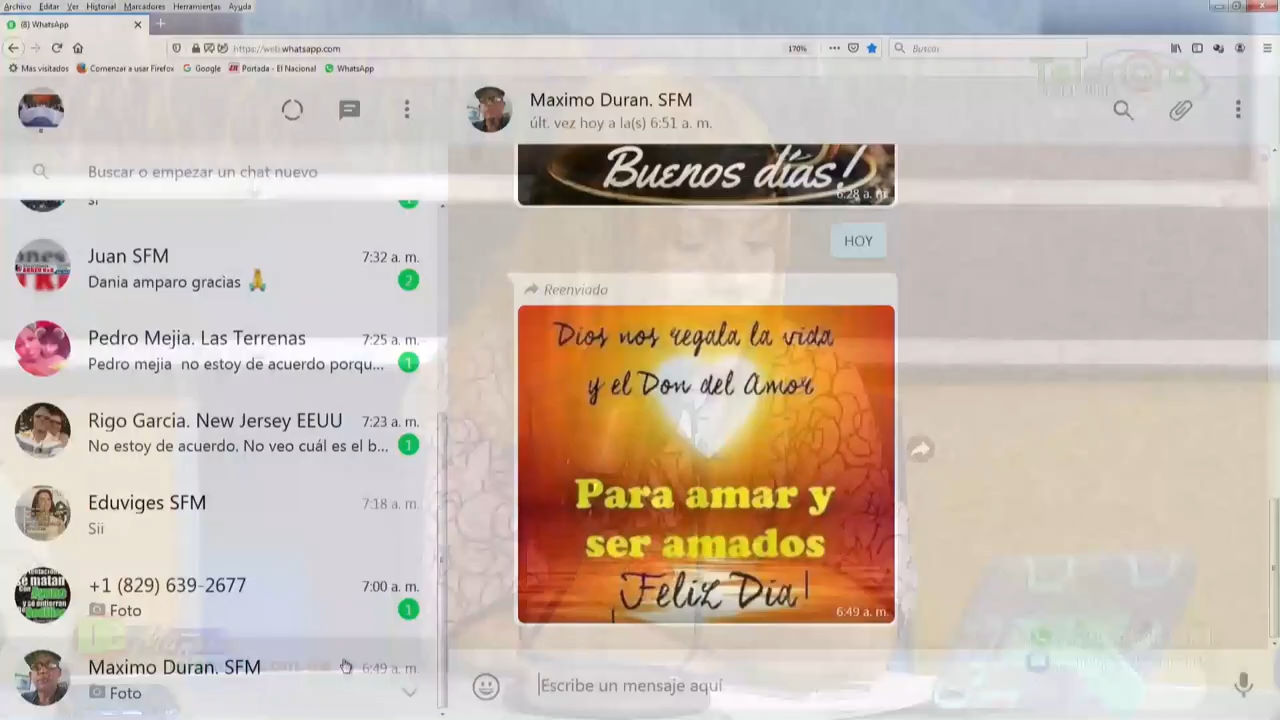 Archivo Editar Ver Historial Marcadores Herramientas Ayuda
(8) WhatsApp
https://web.whatsapp.com
170%
Buscar
Más visitados
Comenzar a usar Firefox
Google
Portada - El Nacional
WhatsApp
Maximo Duran. SFM
últ. vez hoy a la(s) 6:51 a. m.
Buscar o empezar un chat nuevo
si
Juan SFM
7:32 a. m.
Dania amparo gracias
2
Pedro Mejia. Las Terrenas
7:25 a. m.
Pedro mejia no estoy de acuerdo porqu...
1
Rigo Garcia. New Jersey EEUU
7:23 a. m.
No estoy de acuerdo. No veo cuál es el b...
1
Eduviges SFM
7:18 a. m.
Sii
+1 (829) 639-2677
7:00 a. m.
Foto
1
Maximo Duran. SFM
6:49 a. m.
Foto
Buenos días!
6:28 a. m.
HOY
Reenviado
Dios nos regala la vida
y el Don del Amor
Para amar y
ser amados
Feliz Dia!
6:49 a. m.
Escribe un mensaje aquí